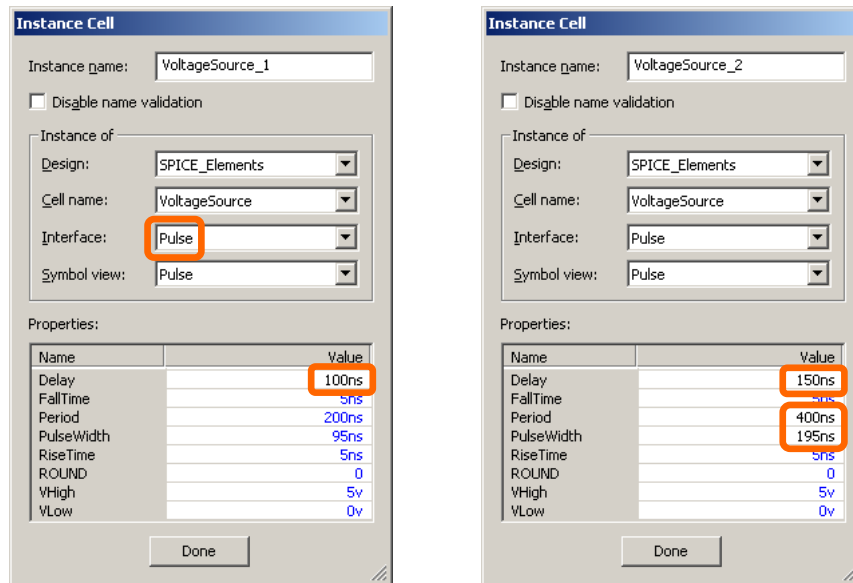 Instance Cell
Instance name: VoltageSource_1
Disable name validation
Instance of
Design: SPICE_Elements
Cell name: VoltageSource
Interface: Pulse
Symbol view: Pulse
Properties:
Name Value
Delay 100ns
FallTime 5ns
Period 200ns
PulseWidth 95ns
RiseTime 5ns
ROUND 0
VHigh 5v
VLow 0v
Done
Instance Cell
Instance name: VoltageSource_2
Disable name validation
Instance of
Design: SPICE_Elements
Cell name: VoltageSource
Interface: Pulse
Symbol view: Pulse
Properties:
Name Value
Delay 150ns
FallTime 5ns
Period 400ns
PulseWidth 195ns
RiseTime 5ns
ROUND 0
VHigh 5v
VLow 0v
Done